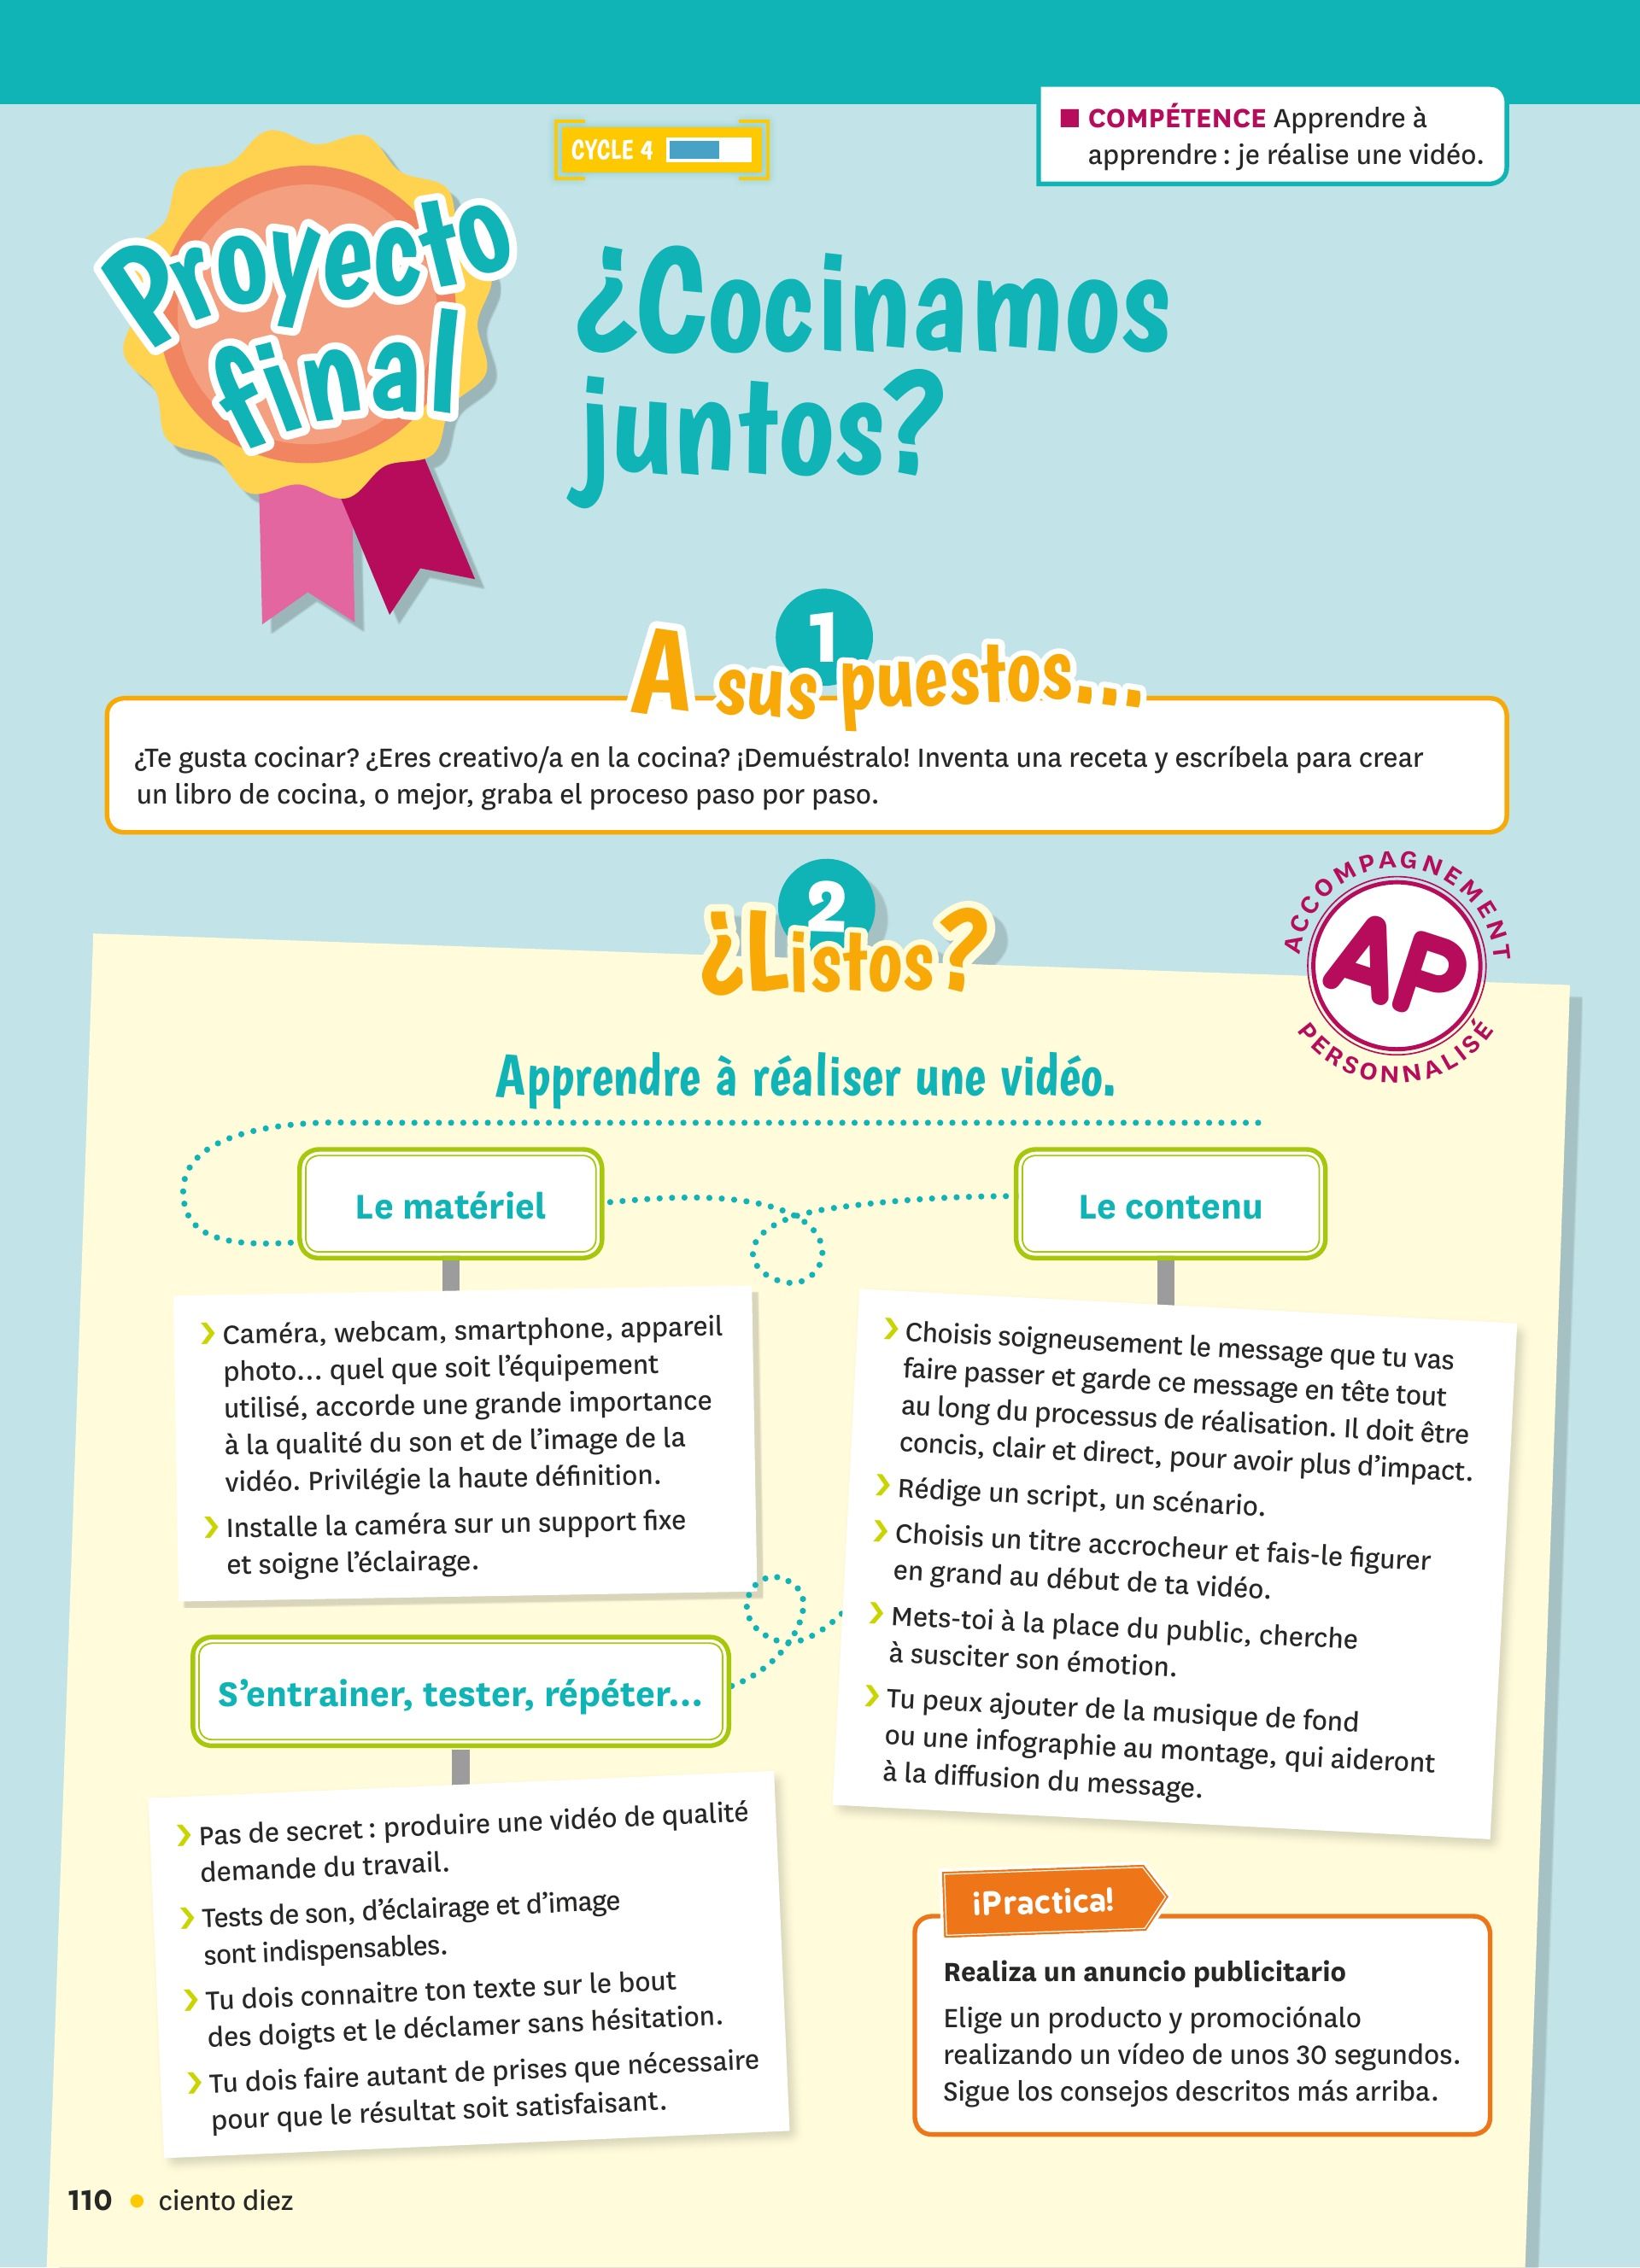 CYCLE 4
■ COMPÉTENCE Apprendre à
apprendre : je réalise une vidéo.
Proyecto
final
¿Cocinamos
juntos?
1
A sus puestos...
¿Te gusta cocinar? ¿Eres creativo/a en la cocina? ¡Demuéstralo! Inventa una receta y escríbela para crear
un libro de cocina, o mejor, graba el proceso paso por paso.
2
¿Listos?
ACCOMPAGNEMENT
AP
PERSONNALISÉ
Apprendre à réaliser une vidéo.
Le matériel
❯ Caméra, webcam, smartphone, appareil
photo... quel que soit l’équipement
utilisé, accorde une grande importance
à la qualité du son et de l’image de la
vidéo. Privilégie la haute définition.
❯ Installe la caméra sur un support fixe
et soigne l’éclairage.
Le contenu
❯ Choisis soigneusement le message que tu vas
faire passer et garde ce message en tête tout
au long du processus de réalisation. Il doit être
concis, clair et direct, pour avoir plus d’impact.
❯ Rédige un script, un scénario.
❯ Choisis un titre accrocheur et fais-le figurer
en grand au début de ta vidéo.
❯ Mets-toi à la place du public, cherche
à susciter son émotion.
❯ Tu peux ajouter de la musique de fond
ou une infographie au montage, qui aideront
à la diffusion du message.
S’entrainer, tester, répéter...
❯ Pas de secret : produire une vidéo de qualité
demande du travail.
❯ Tests de son, d’éclairage et d’image
sont indispensables.
❯ Tu dois connaitre ton texte sur le bout
des doigts et le déclamer sans hésitation.
❯ Tu dois faire autant de prises que nécessaire
pour que le résultat soit satisfaisant.
¡Practica!
Realiza un anuncio publicitario
Elige un producto y promociónalo
realizando un vídeo de unos 30 segundos.
Sigue los consejos descritos más arriba.
110 • ciento diez